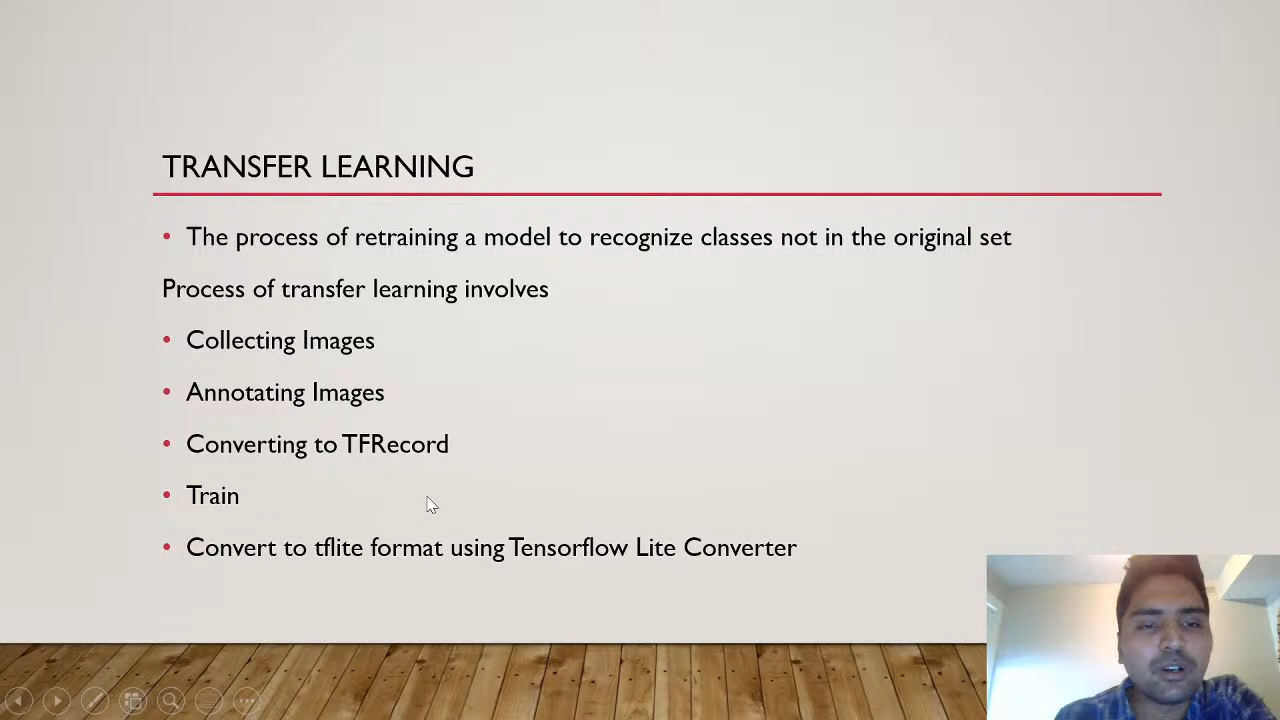 TRANSFER LEARNING
• The process of retraining a model to recognize classes not in the original set
Process of transfer learning involves
• Collecting Images
• Annotating Images
• Converting to TFRecord
• Train
• Convert to tflite format using Tensorflow Lite Converter